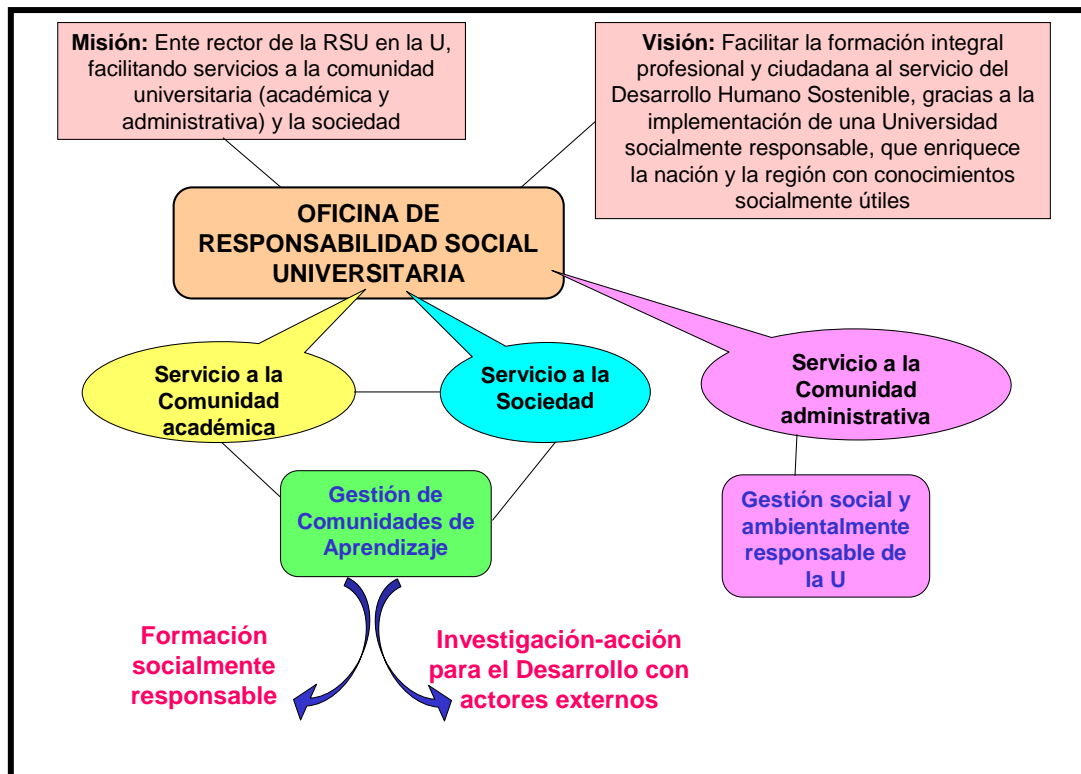 Misión: Ente rector de la RSU en la U,
facilitando servicios a la comunidad
universitaria (académica y
administrativa) y la sociedad
Visión: Facilitar la formación integral
profesional y ciudadana al servicio del
Desarrollo Humano Sostenible, gracias a la
implementación de una Universidad
socialmente responsable, que enriquece
la nación y la región con conocimientos
socialmente útiles
OFICINA DE
RESPONSABILIDAD SOCIAL
UNIVERSITARIA
Servicio a la
Comunidad
académica
Servicio a la
Sociedad
Servicio a la
Comunidad
administrativa
Gestión de
Comunidades de
Aprendizaje
Gestión social y
ambientalmente
responsable de
la U
Formación
socialmente
responsable
Investigación-acción
para el Desarrollo con
actores externos